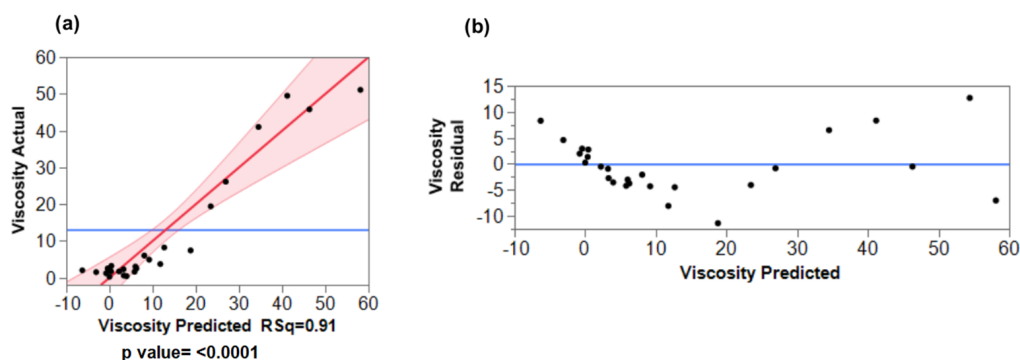 (a)
60
50
40
30
20
10
0
Viscosity Actual
-10 0 10 20 30 40 50 60
Viscosity Predicted RSq=0.91
p value= <0.0001
(b)
15
10
5
0
-5
-10
Viscosity
Residual
-10 0 10 20 30 40 50 60
Viscosity Predicted